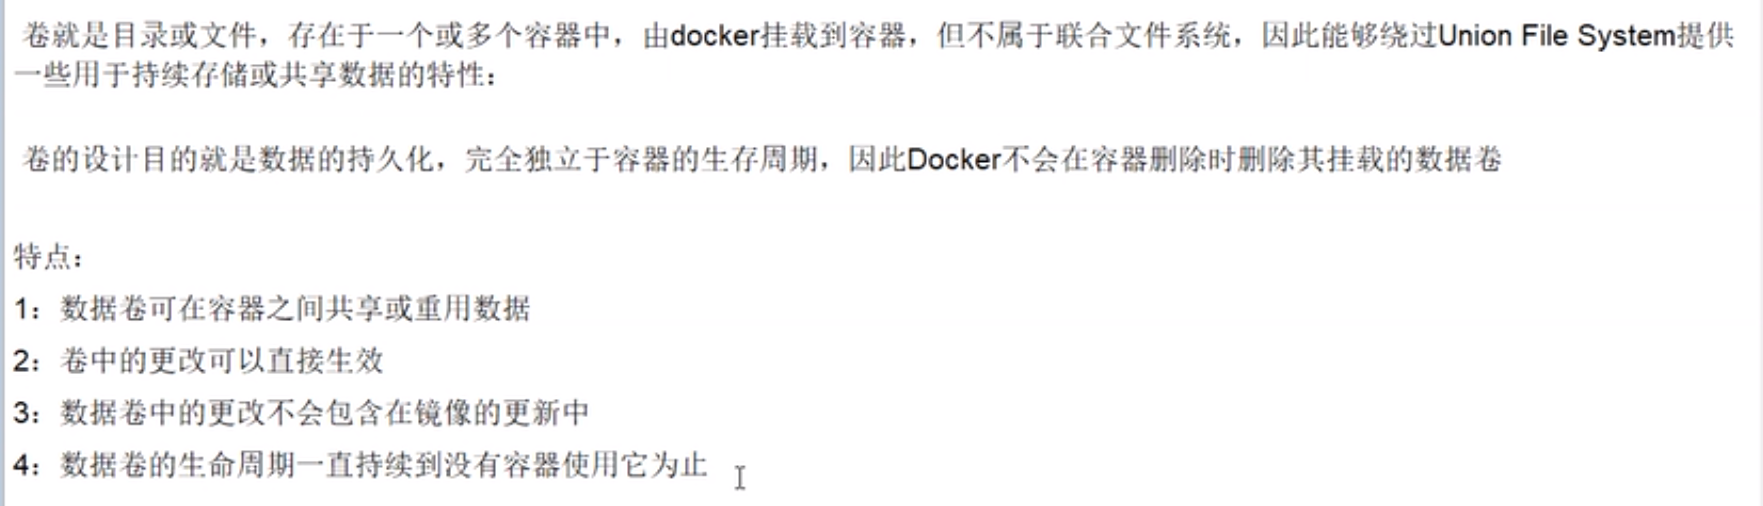 卷就是目录或文件，存在于一个或多个容器中，由docker挂载到容器，但不属于联合文件系统，因此能够绕过Union File System提供
一些用于持续存储或共享数据的特性：
卷的设计目的就是数据的持久化，完全独立于容器的生存周期，因此Docker不会在容器删除时删除其挂载的数据卷
特点：
1：数据卷可在容器之间共享或重用数据
2：卷中的更改可以直接生效
3：数据卷中的更改不会包含在镜像的更新中
4：数据卷的生命周期一直持续到没有容器使用它为止